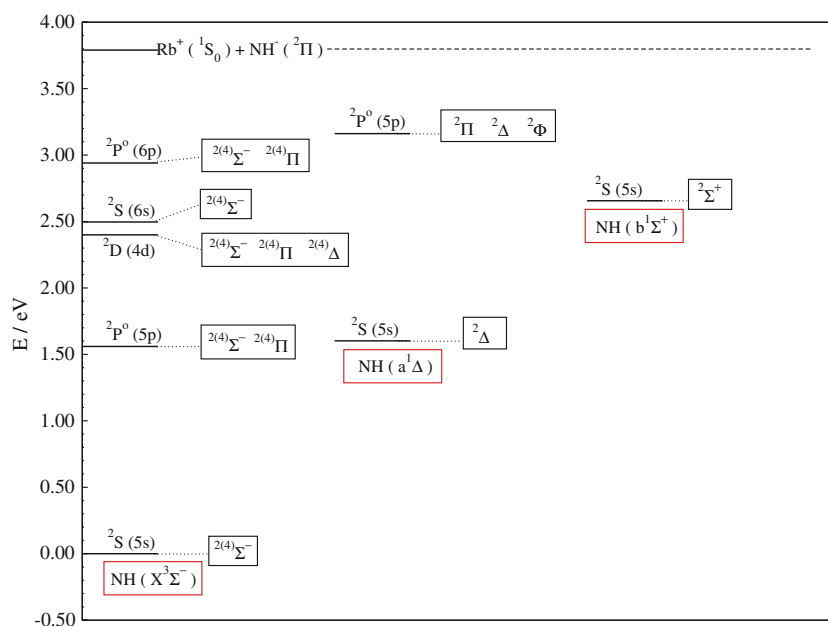 4.00
Rb⁺ ( ¹S₀ ) + NH⁻ ( ²Π )
3.50
²Pº (5p)
²Π ²Δ ²Φ
²Pº (6p)
²⁽⁴⁾Σ⁻ ²⁽⁴⁾Π
3.00
²S (6s)
²⁽⁴⁾Σ⁻
²S (5s)
²Σ⁺
2.50
NH ( b¹Σ⁺ )
²D (4d)
²⁽⁴⁾Σ⁻ ²⁽⁴⁾Π ²⁽⁴⁾Δ
2.00
E / eV
²Pº (5p)
²⁽⁴⁾Σ⁻ ²⁽⁴⁾Π
²S (5s)
²Δ
1.50
NH ( a¹Δ )
1.00
0.50
²S (5s)
²⁽⁴⁾Σ⁻
0.00
NH ( X³Σ⁻ )
-0.50